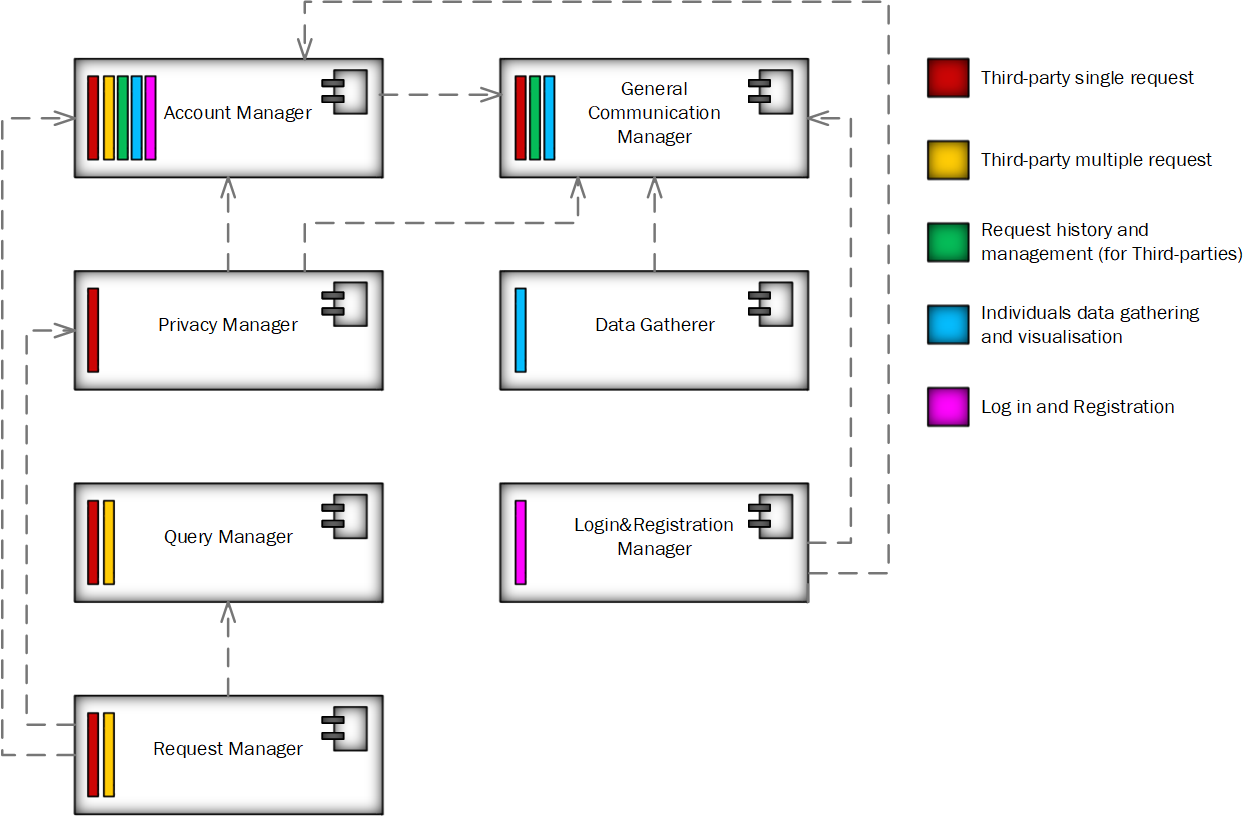 Account Manager
General
Communication
Manager
Privacy Manager
Data Gatherer
Query Manager
Login&Registration
Manager
Request Manager
Third-party single request
Third-party multiple request
Request history and
management (for Third-parties)
Individuals data gathering
and visualisation
Log in and Registration